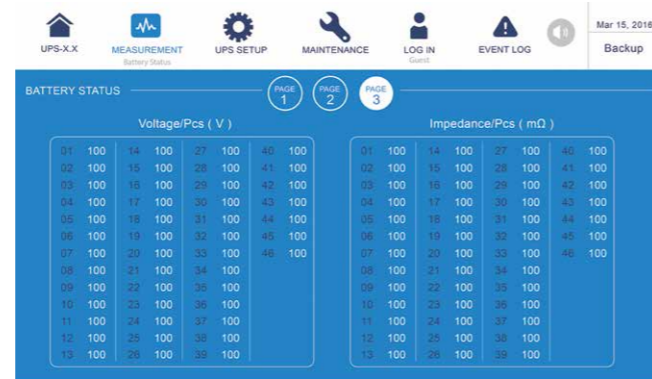 Mar 15, 2016
UPS-X.X MEASUREMENT UPS SETUP MAINTENANCE LOG IN EVENT LOG Backup
Battery Status Guest
BATTERY STATUS PAGE 1 PAGE 2 PAGE 3
Voltage/Pcs ( V ) Impedance/Pcs ( mΩ )
01 100 14 100 27 100 40 100 01 100 14 100 27 100 40 100
02 100 15 100 28 100 41 100 02 100 15 100 28 100 41 100
03 100 16 100 29 100 42 100 03 100 16 100 29 100 42 100
04 100 17 100 30 100 43 100 04 100 17 100 30 100 43 100
05 100 18 100 31 100 44 100 05 100 18 100 31 100 44 100
06 100 19 100 32 100 45 100 06 100 19 100 32 100 45 100
07 100 20 100 33 100 46 100 07 100 20 100 33 100 46 100
08 100 21 100 34 100 08 100 21 100 34 100
09 100 22 100 35 100 09 100 22 100 35 100
10 100 23 100 36 100 10 100 23 100 36 100
11 100 24 100 37 100 11 100 24 100 37 100
12 100 25 100 38 100 12 100 25 100 38 100
13 100 26 100 39 100 13 100 26 100 39 100